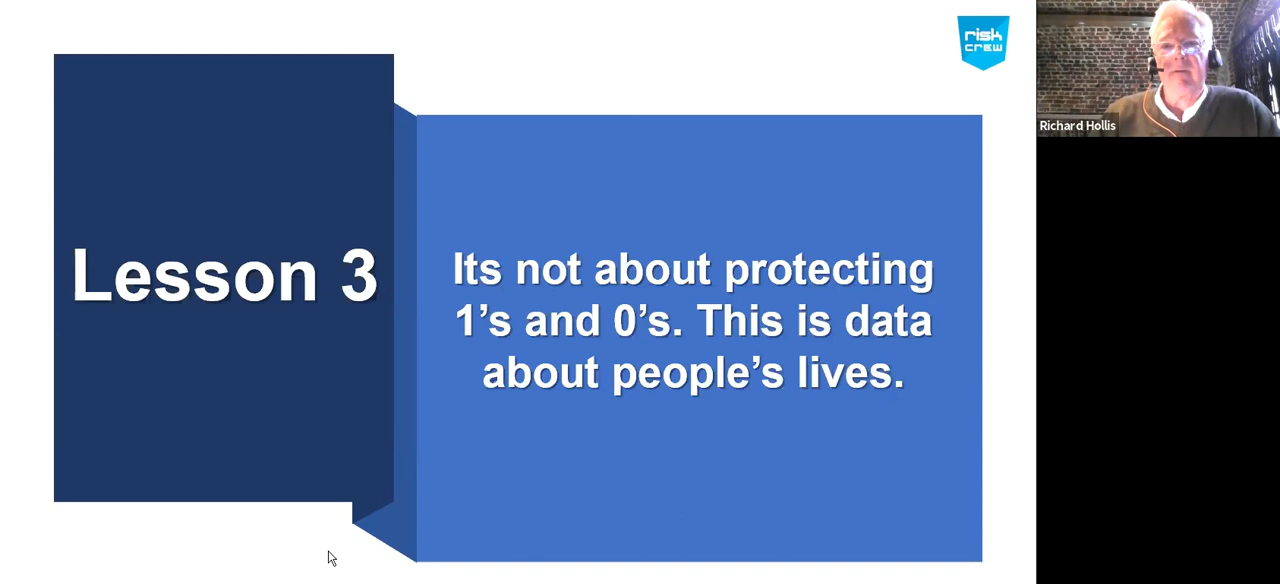 risk
crew
Richard Hollis
Lesson 3
Its not about protecting
1’s and 0’s. This is data
about people’s lives.